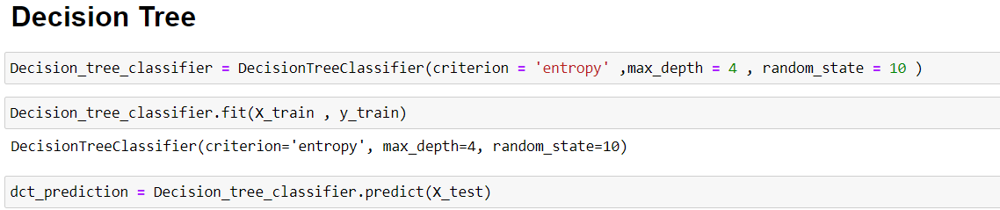 Decision Tree
Decision_tree_classifier = DecisionTreeClassifier(criterion = 'entropy' ,max_depth = 4 , random_state = 10 )
Decision_tree_classifier.fit(X_train , y_train)
DecisionTreeClassifier(criterion='entropy', max_depth=4, random_state=10)
dct_prediction = Decision_tree_classifier.predict(X_test)